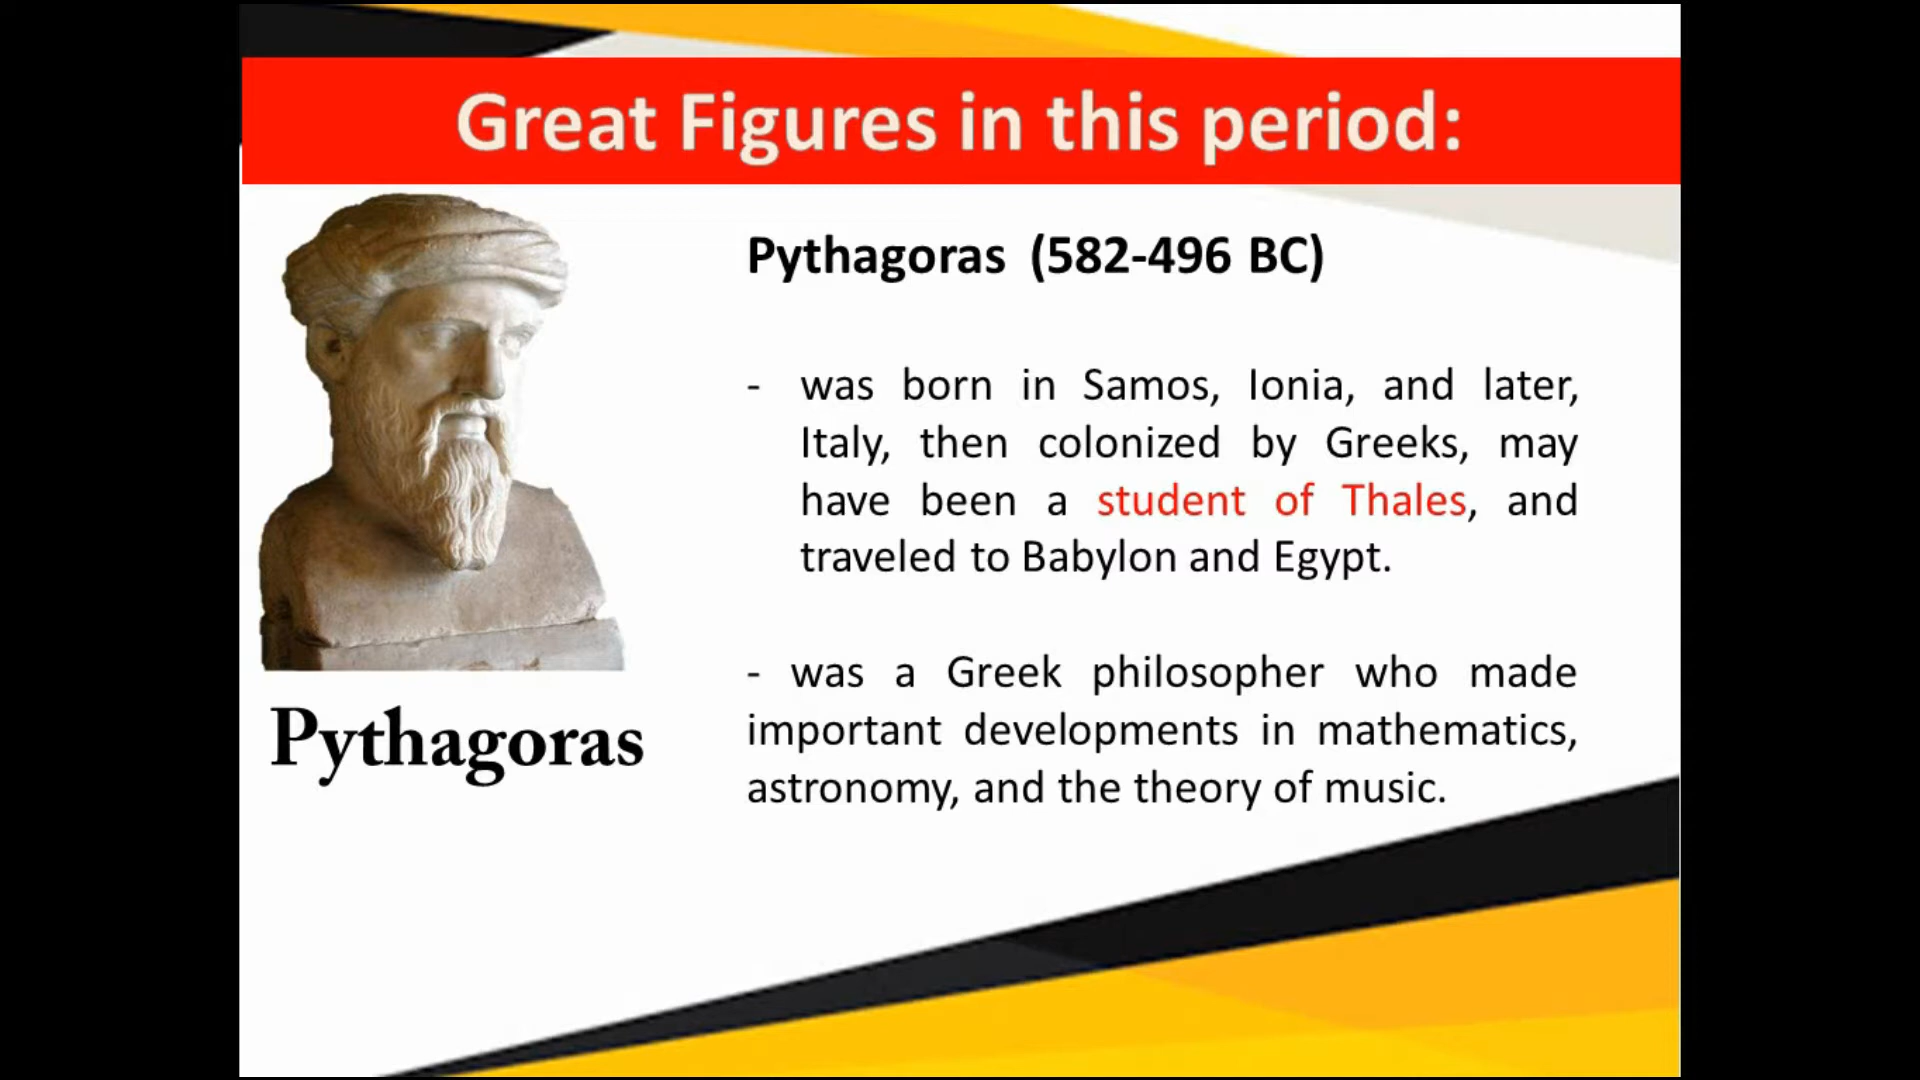 Great Figures in this period:
Pythagoras (582-496 BC)
- was born in Samos, Ionia, and later,
Italy, then colonized by Greeks, may
have been a student of Thales, and
traveled to Babylon and Egypt.
- was a Greek philosopher who made
important developments in mathematics,
astronomy, and the theory of music.
Pythagoras